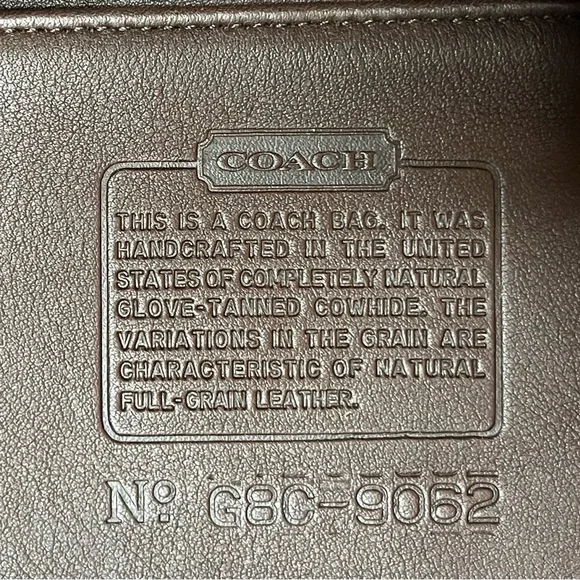 COACH
THIS IS A COACH BAG. IT WAS
HANDCRAFTED IN THE UNITED
STATES OF COMPLETELY NATURAL
GLOVE-TANNED COWHIDE. THE
VARIATIONS IN THE GRAIN ARE
CHARACTERISTIC OF NATURAL
FULL-GRAIN LEATHER.
No. G8C-9062